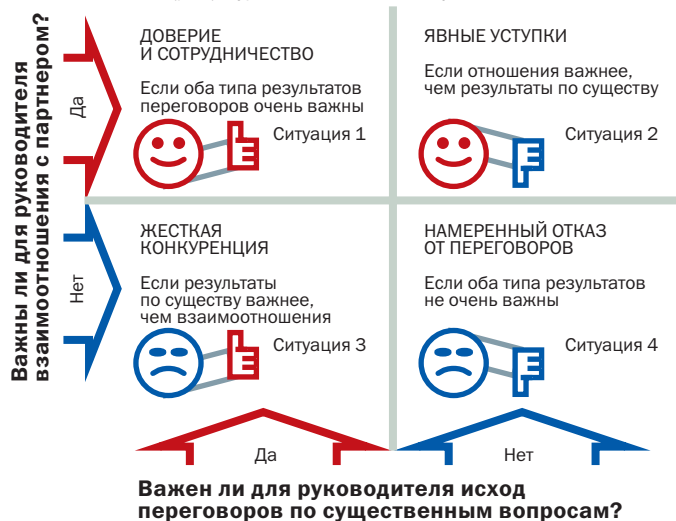 Важны ли для руководителя
взаимоотношения с партнером?
Да
ДОВЕРИЕ
И СОТРУДНИЧЕСТВО
Если оба типа результатов
переговоров очень важны
Ситуация 1
ЯВНЫЕ УСТУПКИ
Если отношения важнее,
чем результаты по существу
Ситуация 2
Нет
ЖЕСТКАЯ
КОНКУРЕНЦИЯ
Если результаты
по существу важнее,
чем взаимоотношения
Ситуация 3
НАМЕРЕННЫЙ ОТКАЗ
ОТ ПЕРЕГОВОРОВ
Если оба типа результатов
не очень важны
Ситуация 4
Да
Нет
Важен ли для руководителя исход
переговоров по существенным вопросам?